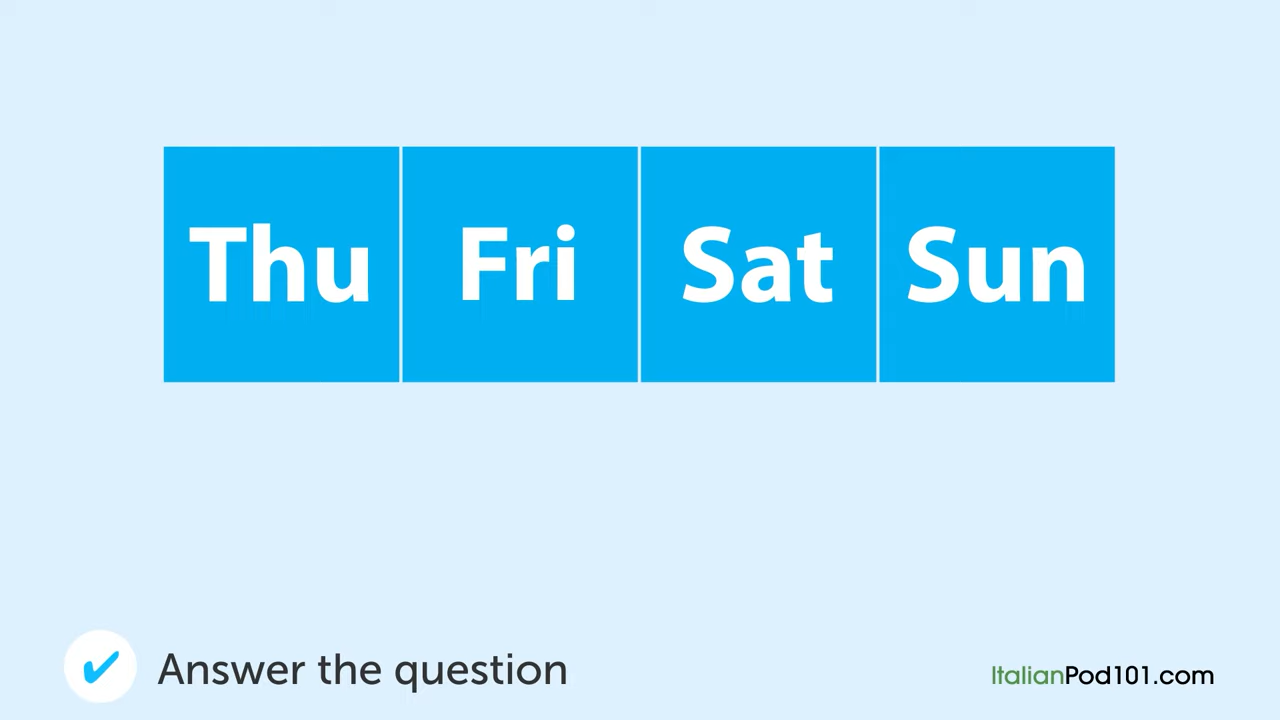 Thu Fri Sat Sun
Answer the question
ItalianPod101.com